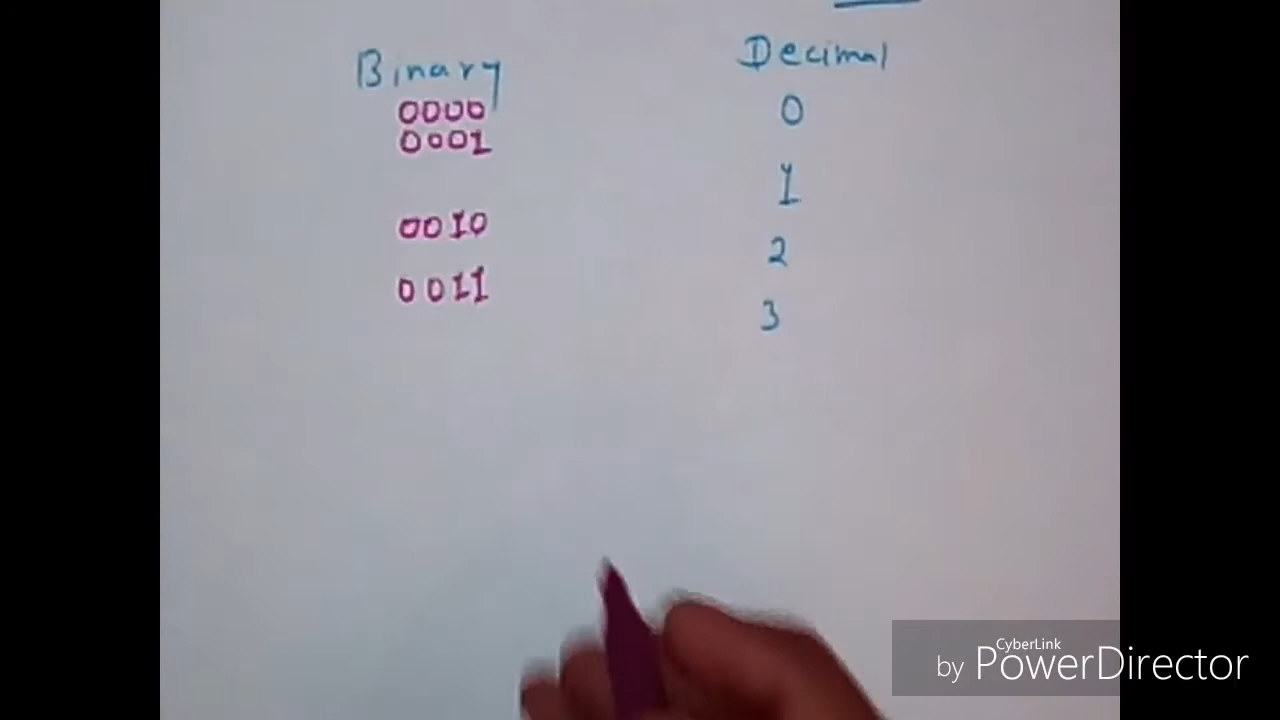 Binary Decimal
0000 0
0001
1
0010
2
0011
3
CyberLink
by PowerDirector